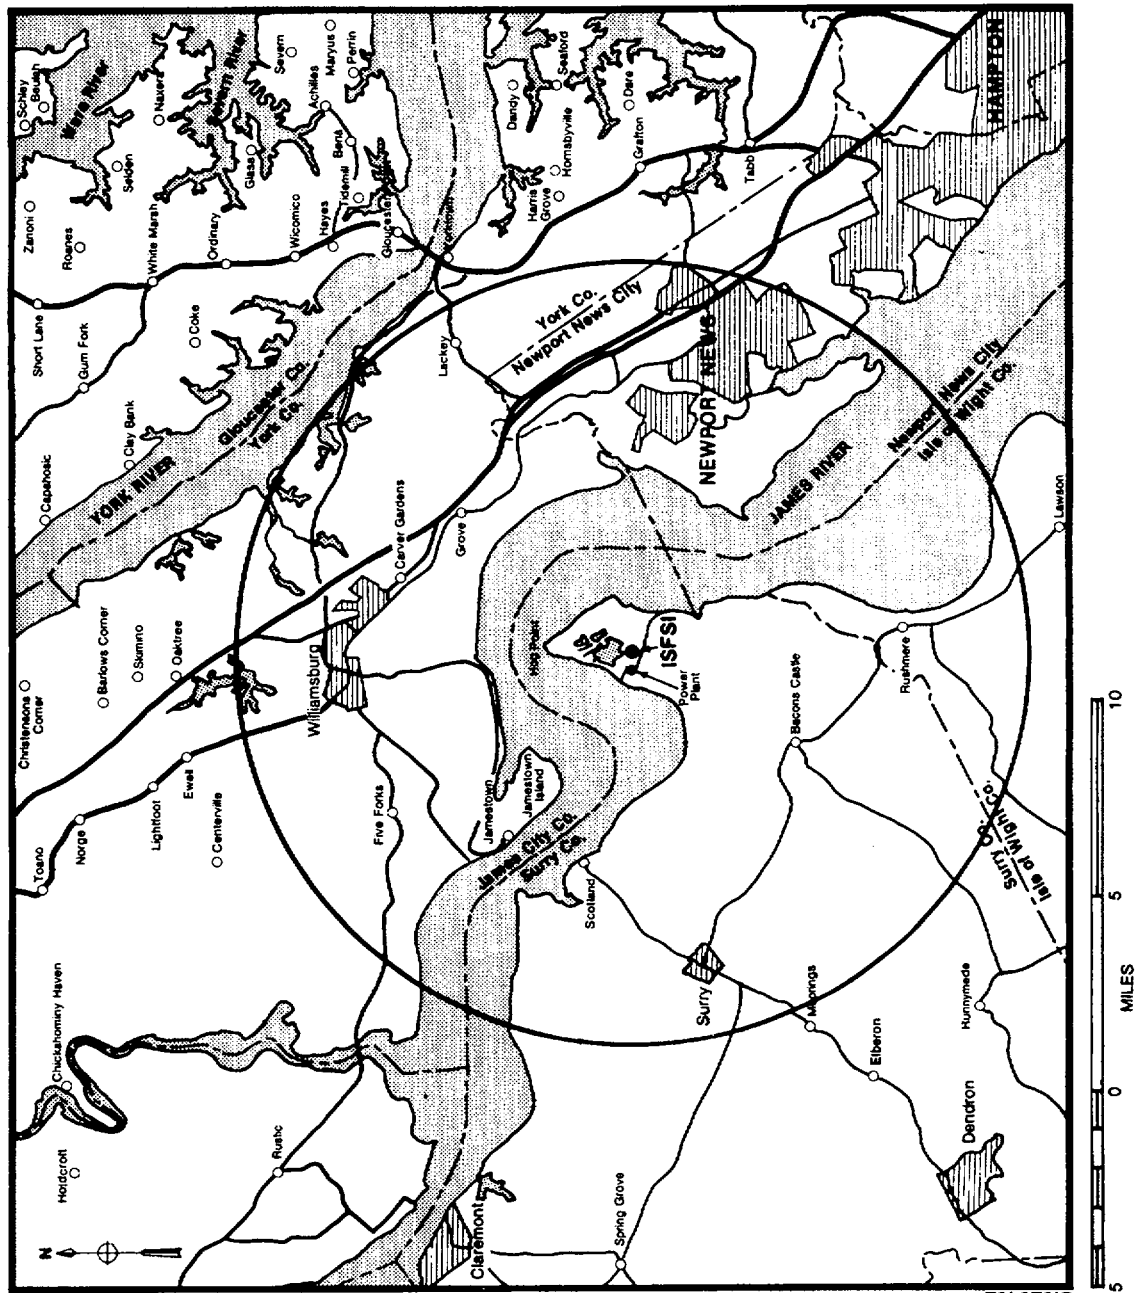 N
Holdcroft
Chuckahominy Haven
Rustic
Claremont
Spring Grove
Dendron
Elberon
Moorings
Surry
Hunnymede
Scotland
Toano
Norge
Lightfoot
Ewell
Centerville
Five Forks
Jamestown
Jamestown
Island
James City Co.
Surry Co.
Surry Co.
Isle of Wight Co.
Christensons
Corner
Barlows Corner
Skimino
Oaktree
Williamsburg
Hog Point
ISFSI
Power
Plant
Bacons Castle
Rushmere
Lawson
Capahosic
Clay Bank
YORK RIVER
Gloucester Co.
York Co.
Carver Gardens
Grove
JAMES RIVER
Newport News City
Isle of Wight Co.
Short Lane
Gum Fork
Coke
Lackey
York Co.
Newport News City
NEWPORT NEWS
Zanoni
Roanes
White Marsh
Ordinary
Wicomico
Hayes
Tidemill
Gloucester
Yorktown
Harris
Grove
Hornsbyville
Grafton
Tabb
HAMPTON
Schley
Beulah
Ware River
Selden
Naxera
Severn River
Glass
Severn
Achilles
Maryus
Perrin
Bena
Dandy
Seaford
Dare
5
0
5
10
MILES